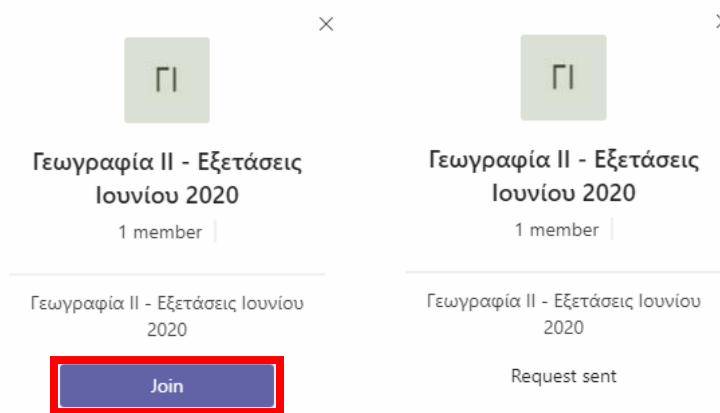 ΓΙ
Γεωγραφία ΙΙ - Εξετάσεις
Ιουνίου 2020
1 member
Γεωγραφία ΙΙ - Εξετάσεις Ιουνίου
2020
Join
ΓΙ
Γεωγραφία ΙΙ - Εξετάσεις
Ιουνίου 2020
1 member
Γεωγραφία ΙΙ - Εξετάσεις Ιουνίου
2020
Request sent